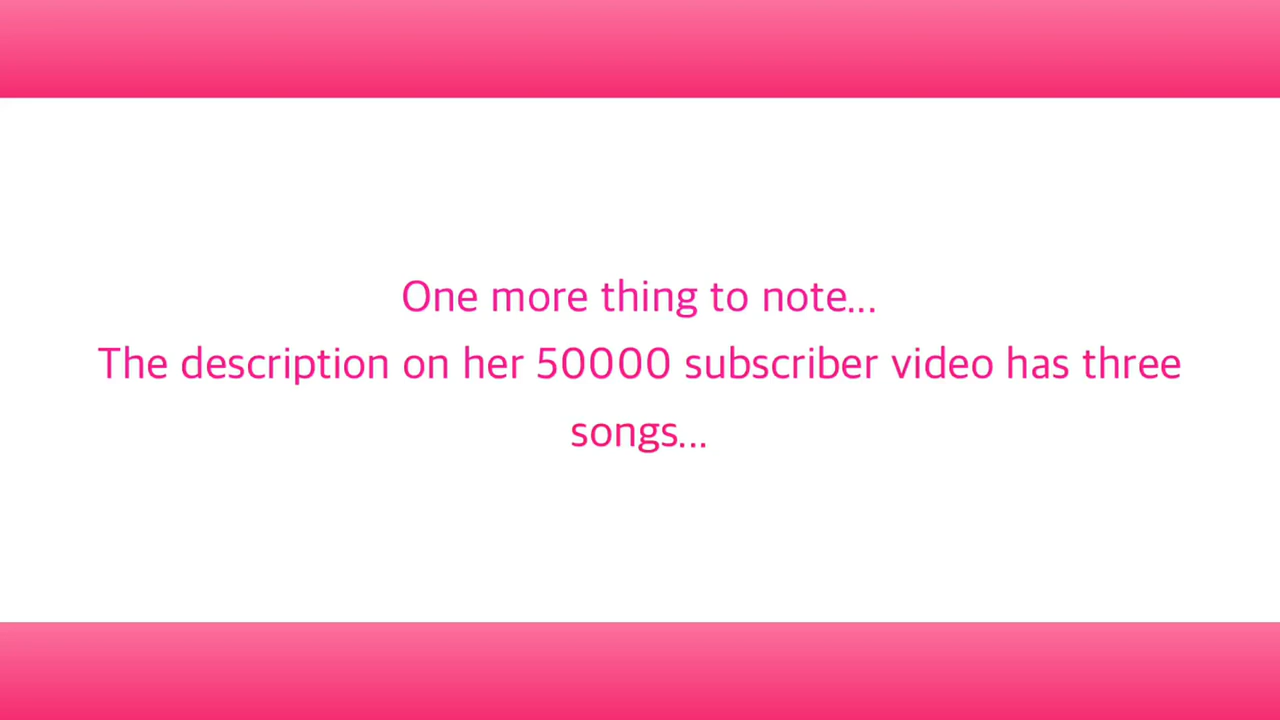 One more thing to note...
The description on her 50000 subscriber video has three
songs...